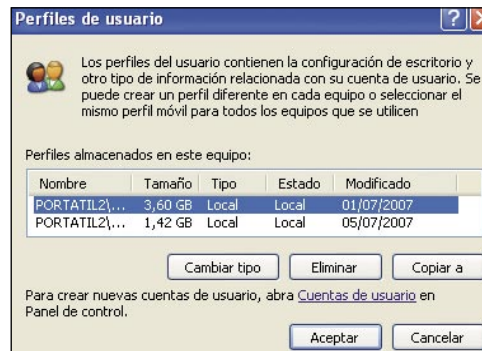 Perfiles de usuario
Los perfiles del usuario contienen la configuración de escritorio y
otro tipo de información relacionada con su cuenta de usuario. Se
puede crear un perfil diferente en cada equipo o seleccionar el
mismo perfil móvil para todos los equipos que se utilicen
Perfiles almacenados en este equipo:
Nombre Tamaño Tipo Estado Modificado
PORTATIL2\... 3,60 GB Local Local 01/07/2007
PORTATIL2\... 1,42 GB Local Local 05/07/2007
Cambiar tipo Eliminar Copiar a
Para crear nuevas cuentas de usuario, abra Cuentas de usuario en
Panel de control.
Aceptar Cancelar